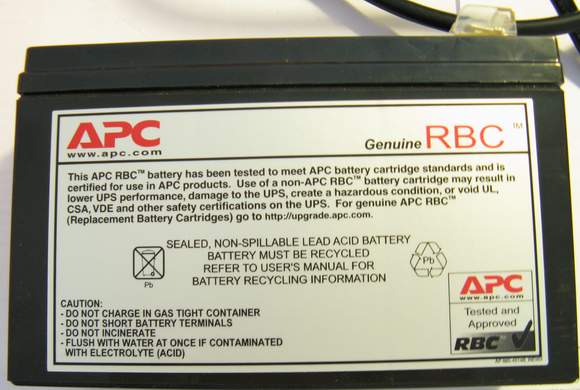 APC
www.apc.com
Genuine RBC™
This APC RBC™ battery has been tested to meet APC battery cartridge standards and is
certified for use in APC products. Use of a non-APC RBC™ battery cartridge may result in
lower UPS performance, damage to the UPS, create a hazardous condition, or void UL,
CSA, VDE and other safety certifications on the UPS. For genuine APC RBC™
(Replacement Battery Cartridges) go to http://upgrade.apc.com.
SEALED, NON-SPILLABLE LEAD ACID BATTERY
BATTERY MUST BE RECYCLED
REFER TO USER'S MANUAL FOR
BATTERY RECYCLING INFORMATION
Pb
Pb
CAUTION:
- DO NOT CHARGE IN GAS TIGHT CONTAINER
- DO NOT SHORT BATTERY TERMINALS
- DO NOT INCINERATE
- FLUSH WITH WATER AT ONCE IF CONTAMINATED
WITH ELECTROLYTE (ACID)
APC
www.apc.com
Tested and
Approved
RBC